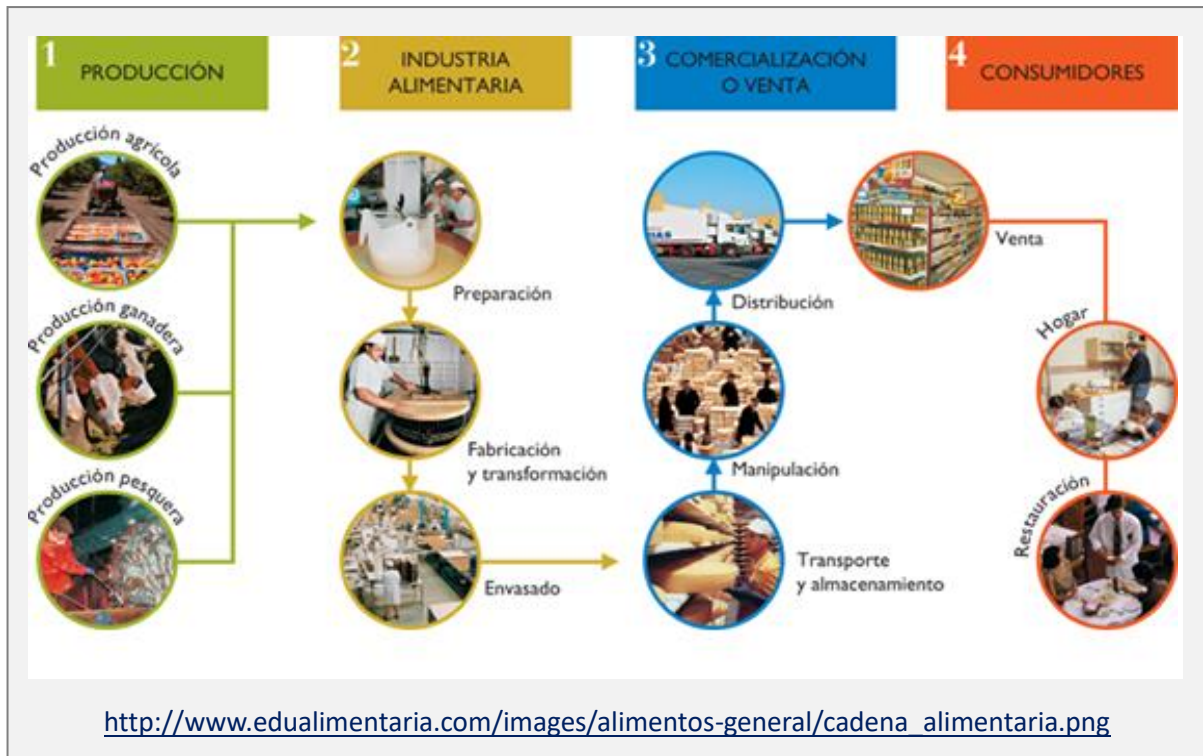 1
PRODUCCIÓN
2
INDUSTRIA
ALIMENTARIA
3
COMERCIALIZACIÓN
O VENTA
4
CONSUMIDORES
Producción agrícola
Producción ganadera
Producción pesquera
Preparación
Fabricación
y transformación
Envasado
Distribución
Manipulación
Transporte
y almacenamiento
Venta
Hogar
Restauración
http://www.edualimentaria.com/images/alimentos-general/cadena_alimentaria.png